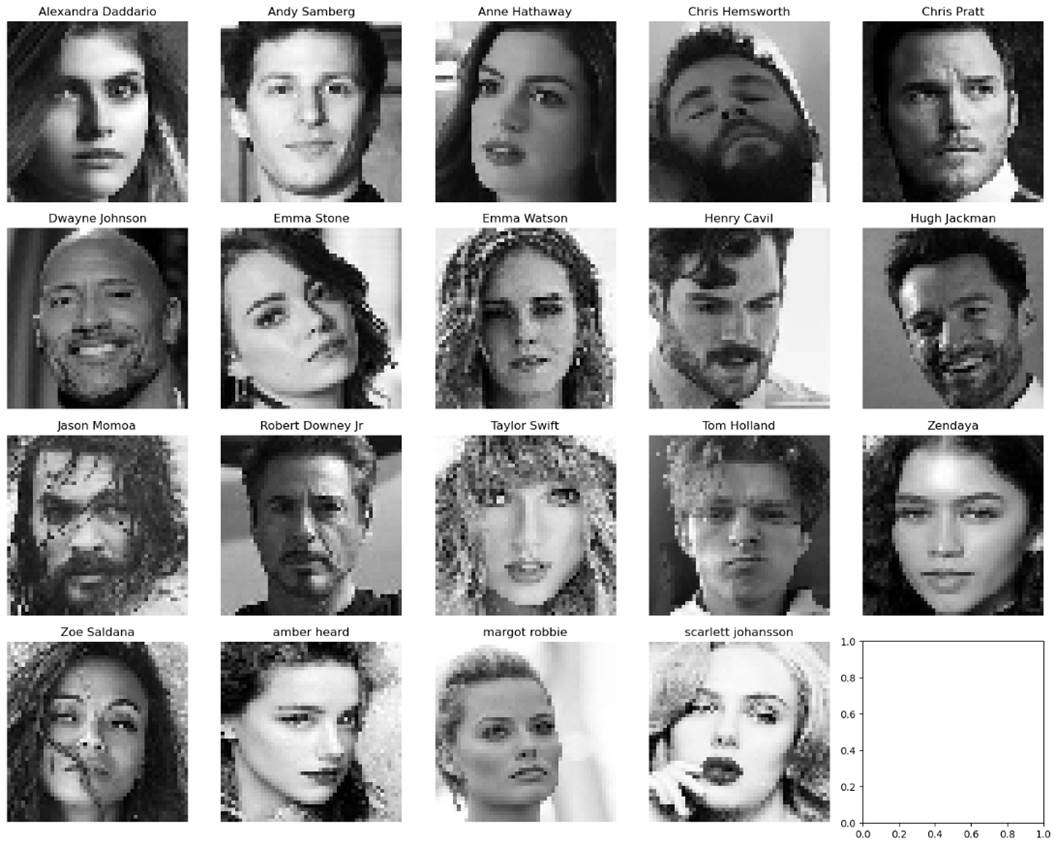 Alexandra Daddario Andy Samberg Anne Hathaway Chris Hemsworth Chris Pratt
Dwayne Johnson Emma Stone Emma Watson Henry Cavil Hugh Jackman
Jason Momoa Robert Downey Jr Taylor Swift Tom Holland Zendaya
Zoe Saldana amber heard margot robbie scarlett johansson
1.0
0.8
0.6
0.4
0.2
0.0
0.0 0.2 0.4 0.6 0.8 1.0